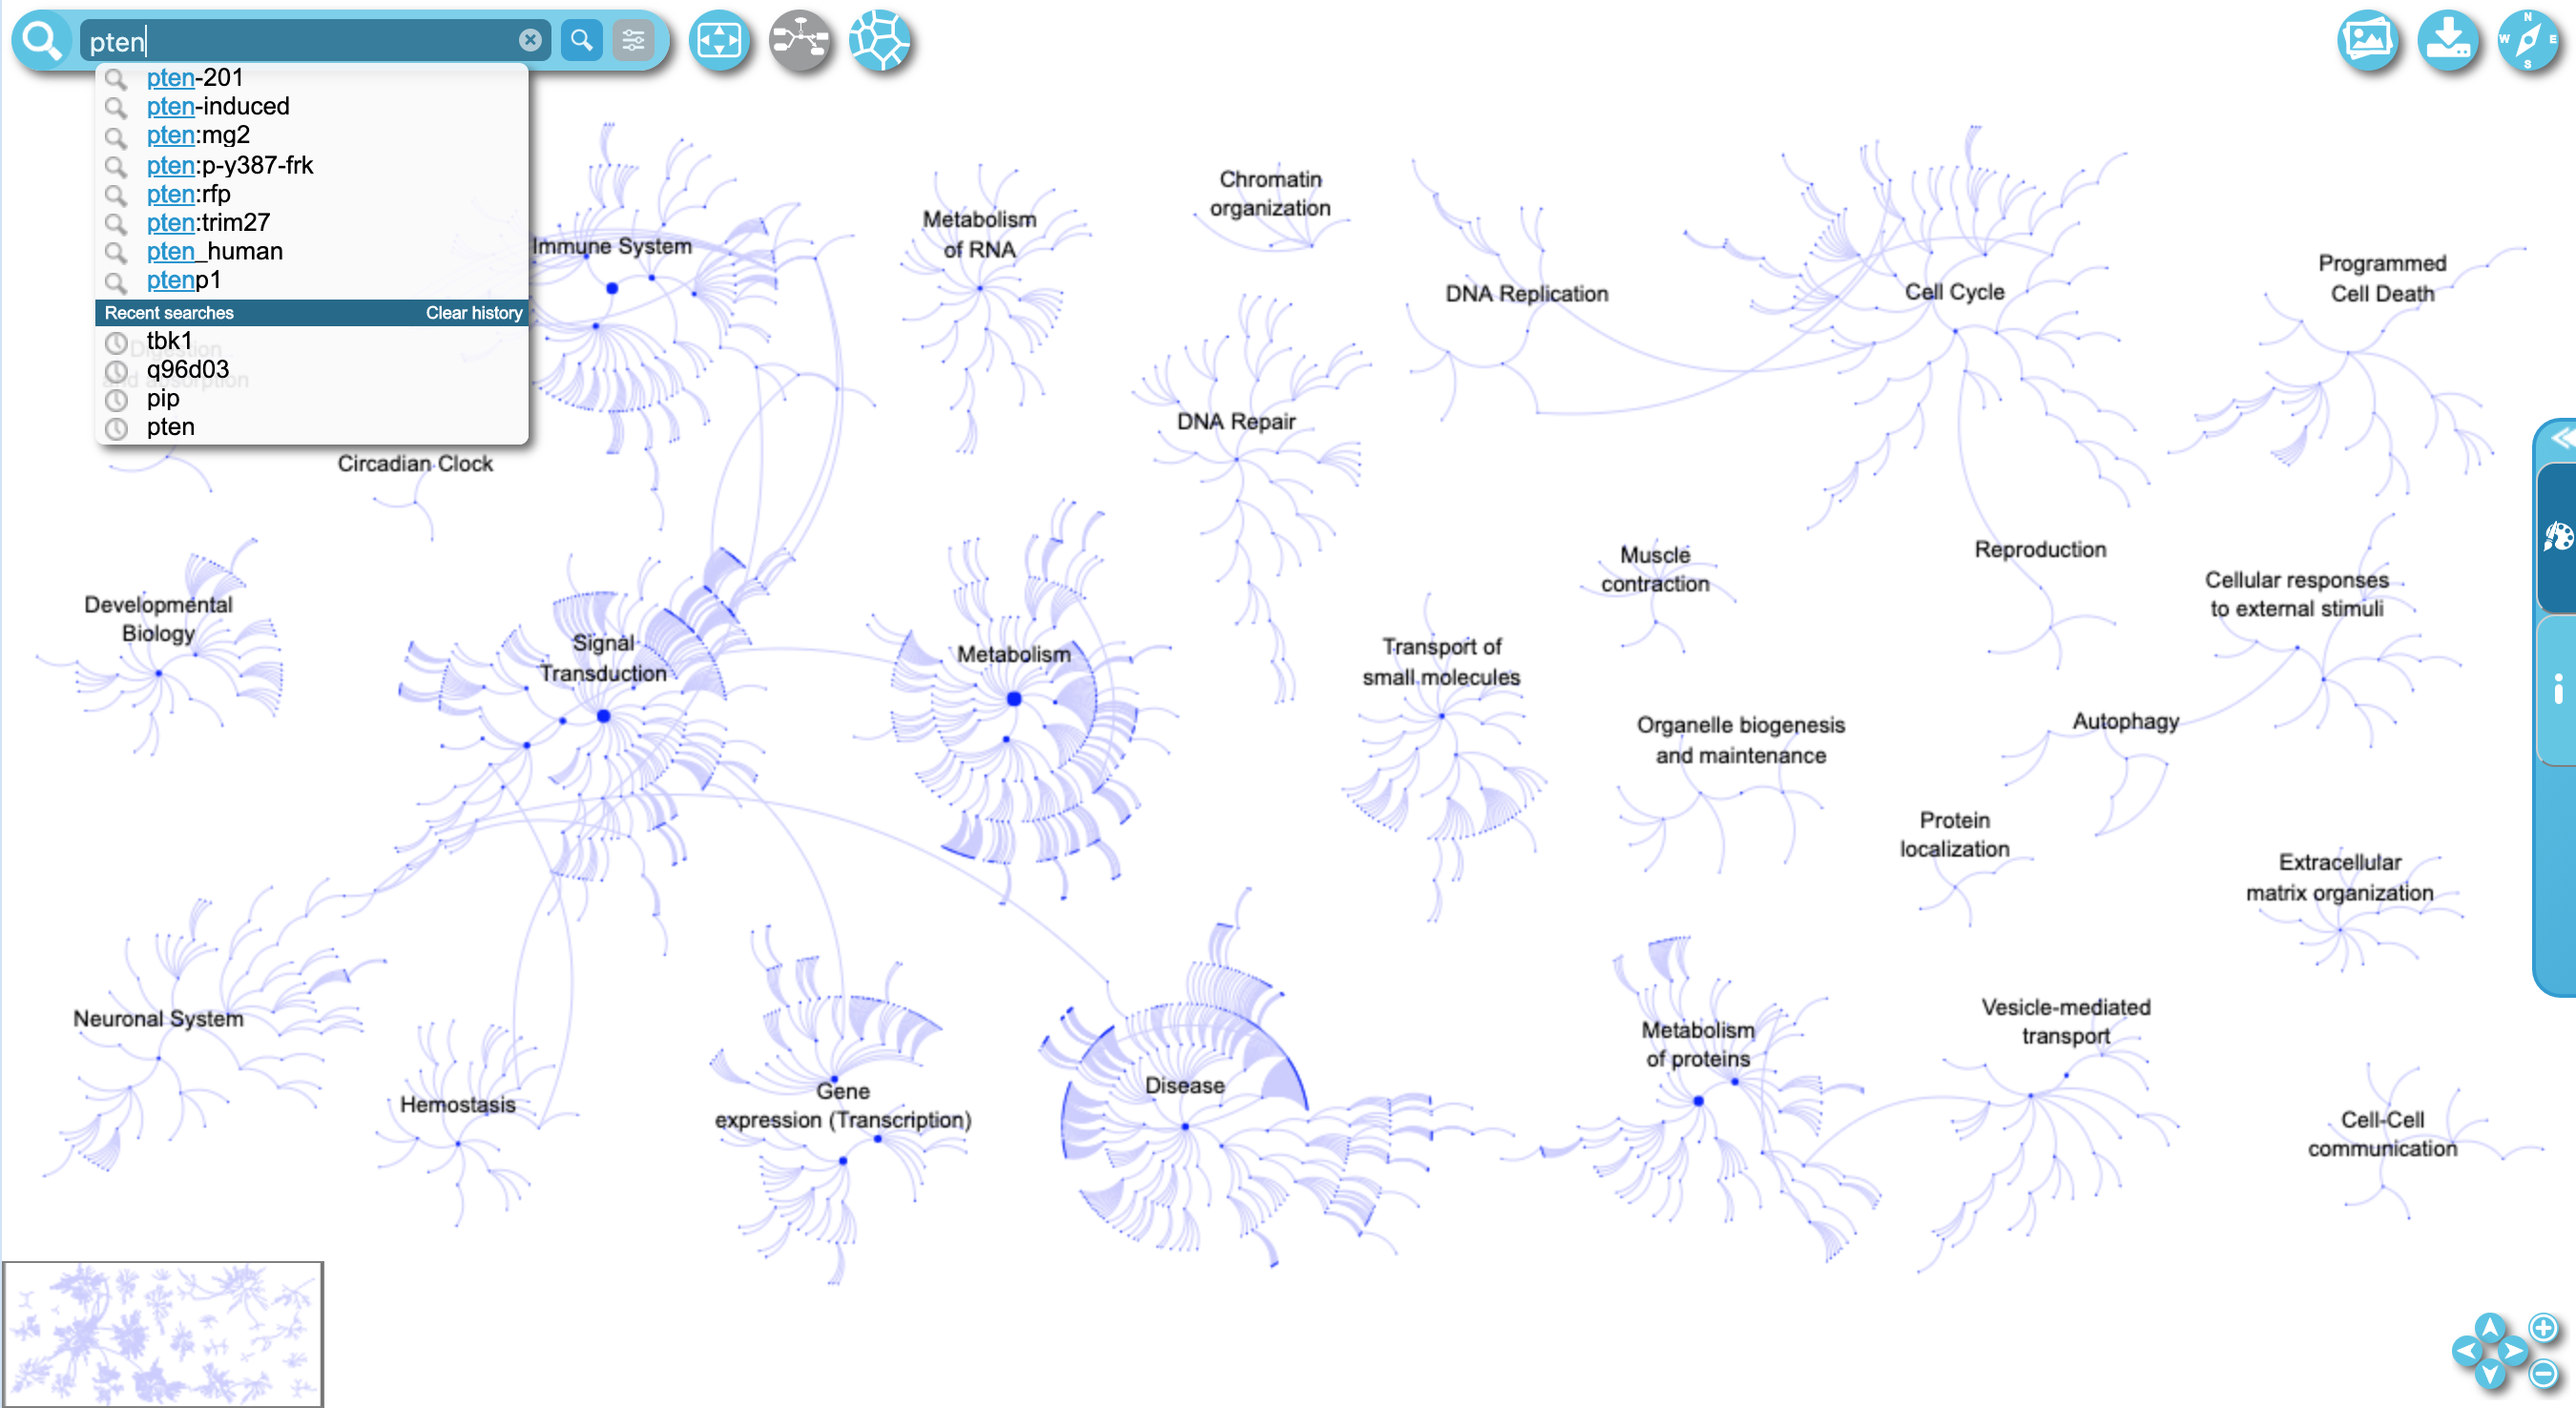 pten
N
W E
S
pten-201
pten-induced
pten:mg2
pten:p-y387-frk
pten:rfp
pten:trim27
pten_human
ptenp1
Recent searches Clear history
tbk1
q96d03
pip
pten
Digestion
and absorption
Immune System
Metabolism
of RNA
Chromatin
organization
DNA Replication
Cell Cycle
Programmed
Cell Death
DNA Repair
Circadian Clock
Developmental
Biology
Signal
Transduction
Metabolism
Transport of
small molecules
Muscle
contraction
Reproduction
Cellular responses
to external stimuli
Organelle biogenesis
and maintenance
Autophagy
Protein
localization
Extracellular
matrix organization
Neuronal System
Hemostasis
Gene
expression (Transcription)
Disease
Metabolism
of proteins
Vesicle-mediated
transport
Cell-Cell
communication